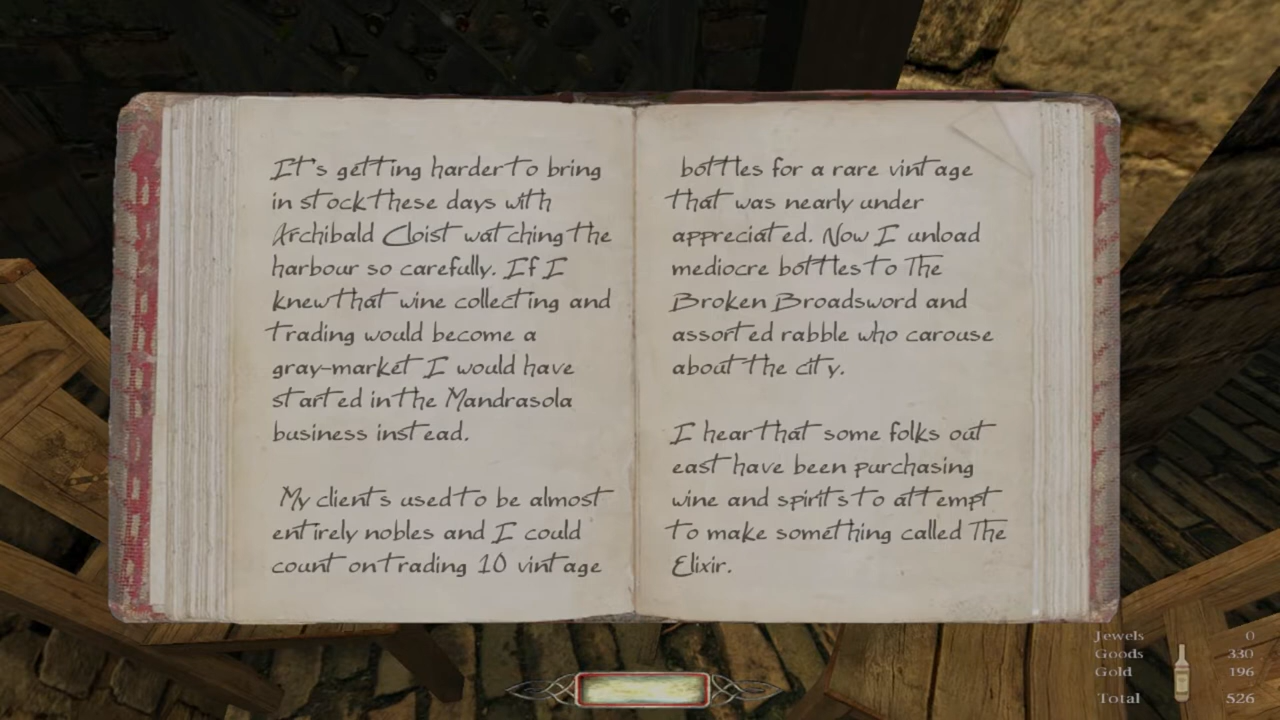 It's getting harder to bring
in stock these days with
Archibald Cloist watching the
harbour so carefully. If I
knew that wine collecting and
trading would become a
gray-market I would have
started in the Mandrasola
business instead.
My clients used to be almost
entirely nobles and I could
count on trading 10 vintage
bottles for a rare vintage
that was nearly under
appreciated. Now I unload
mediocre bottles to The
Broken Broadsword and
assorted rabble who carouse
about the city.
I hear that some folks out
east have been purchasing
wine and spirits to attempt
to make something called The
Elixir.
Jewels 0
Goods 330
Gold 196
Total 526